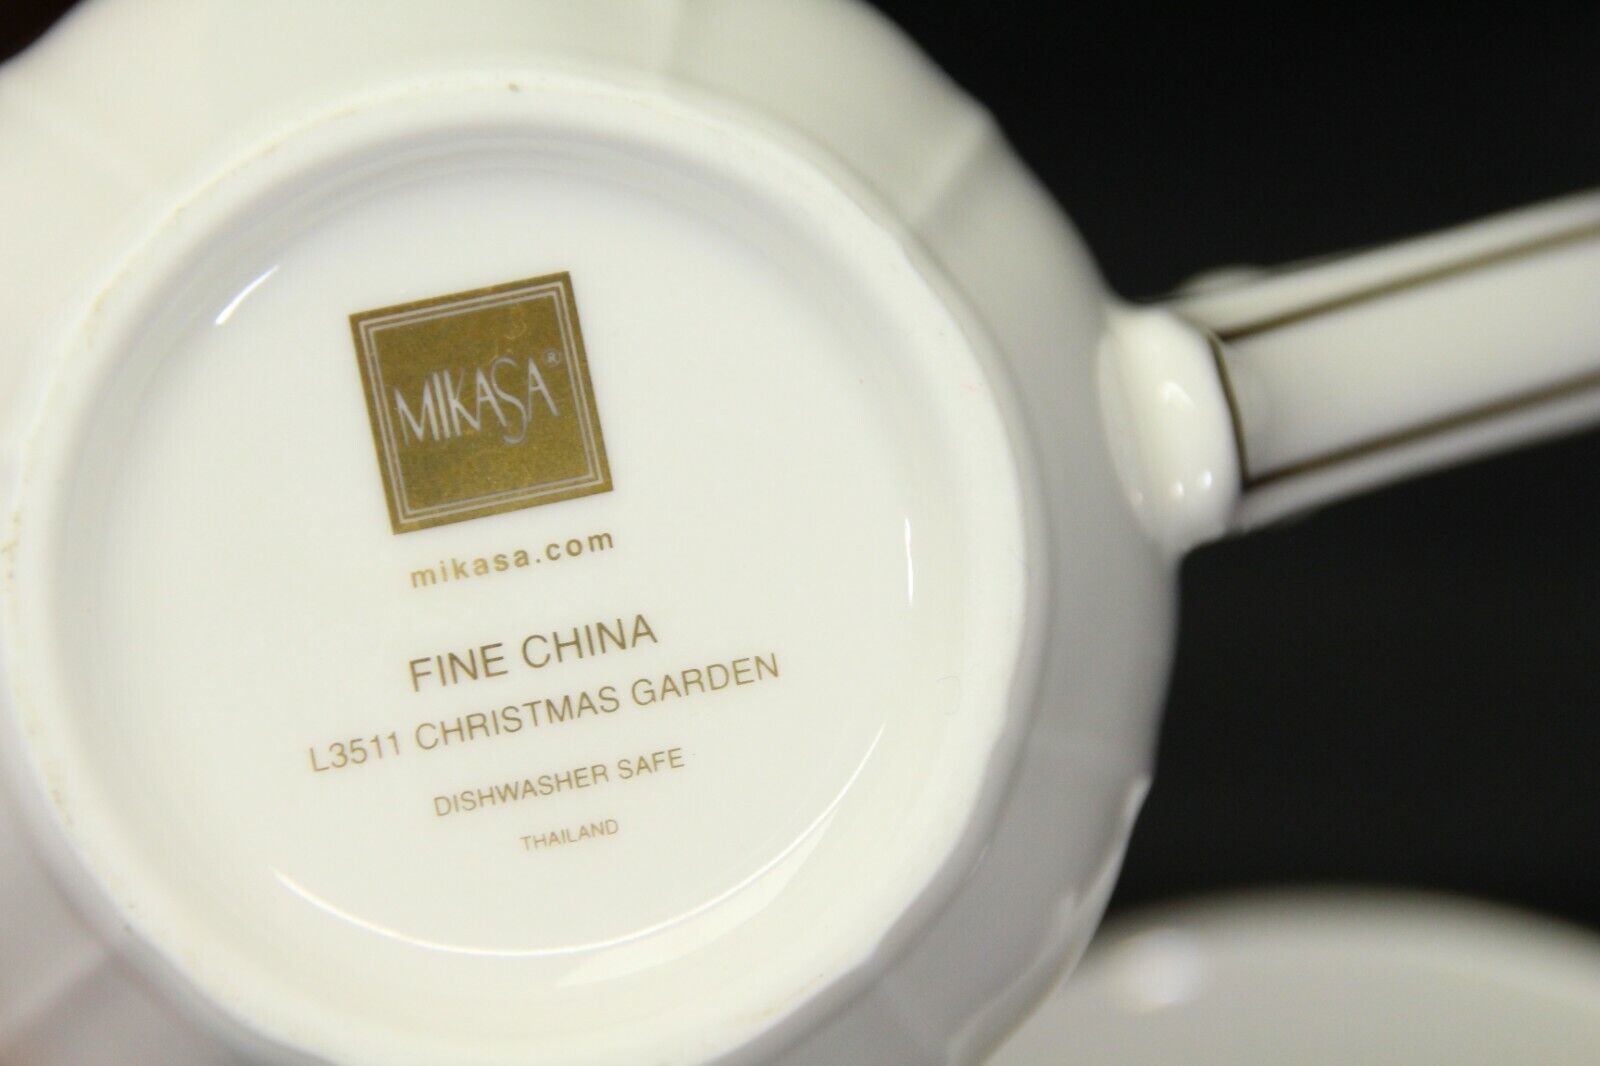 MIKASA®
mikasa.com
FINE CHINA
L3511 CHRISTMAS GARDEN
DISHWASHER SAFE
THAILAND